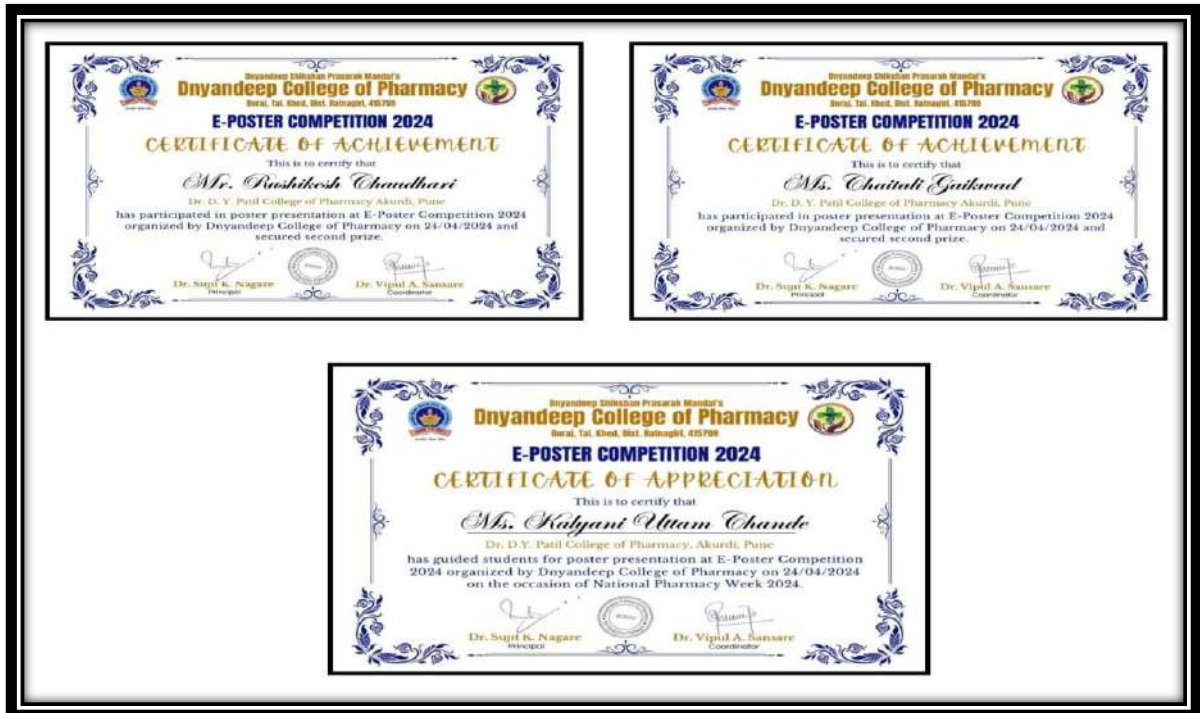 Dnyandeep Shikshan Prasarak Mandal's
Dnyandeep College of Pharmacy
Boraj, Tal. Khed, Dist. Ratnagiri, 415709
E-POSTER COMPETITION 2024
CERTIFICATE OF ACHIEVEMENT
This is to certify that
Mr. Rushikesh Chaudhari
Dr. D. Y. Patil College of Pharmacy Akurdi, Pune
has participated in poster presentation at E-Poster Competition 2024
organized by Dnyandeep College of Pharmacy on 24/04/2024 and
secured second prize.
Dr. Sujit K. Nagare
Principal
Dr. Vipul A. Sansare
Coordinator
Dnyandeep Shikshan Prasarak Mandal's
Dnyandeep College of Pharmacy
Boraj, Tal. Khed, Dist. Ratnagiri, 415709
E-POSTER COMPETITION 2024
CERTIFICATE OF ACHIEVEMENT
This is to certify that
Ms. Chaitali Gaikwad
Dr. D. Y. Patil College of Pharmacy Akurdi, Pune
has participated in poster presentation at E-Poster Competition 2024
organized by Dnyandeep College of Pharmacy on 24/04/2024 and
secured second prize.
Dr. Sujit K. Nagare
Principal
Dr. Vipul A. Sansare
Coordinator
Dnyandeep Shikshan Prasarak Mandal's
Dnyandeep College of Pharmacy
Boraj, Tal. Khed, Dist. Ratnagiri, 415709
E-POSTER COMPETITION 2024
CERTIFICATE OF APPRECIATION
This is to certify that
Ms. Kalyani Uttam Chande
Dr. D.Y. Patil College of Pharmacy, Akurdi, Pune
has guided students for poster presentation at E-Poster Competition
2024 organized by Dnyandeep College of Pharmacy on 24/04/2024
on the occasion of National Pharmacy Week 2024.
Dr. Sujit K. Nagare
Principal
Dr. Vipul A. Sansare
Coordinator